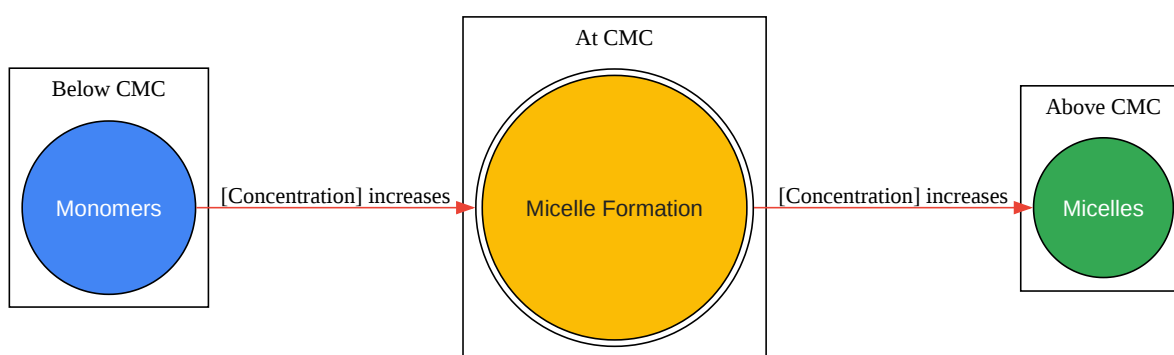 Below CMC
Monomers
[Concentration] increases
At CMC
Micelle Formation
[Concentration] increases
Above CMC
Micelles